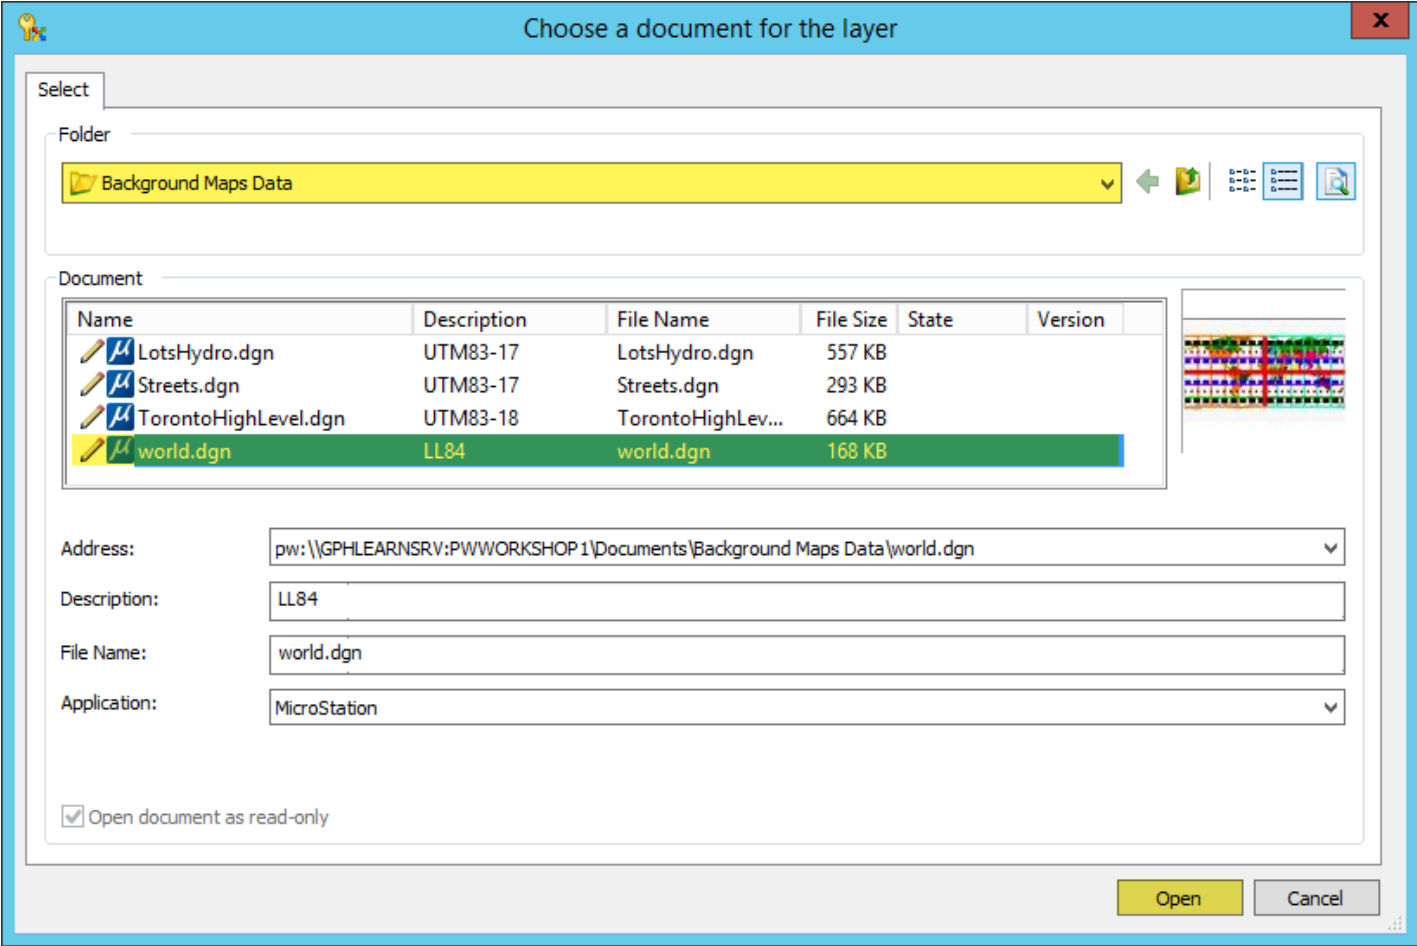 Choose a document for the layer
x
Select
Folder
Background Maps Data
Document
Name Description File Name File Size State Version
LotsHydro.dgn UTM83-17 LotsHydro.dgn 557 KB
Streets.dgn UTM83-17 Streets.dgn 293 KB
TorontoHighLevel.dgn UTM83-18 TorontoHighLev... 664 KB
world.dgn LL84 world.dgn 168 KB
Address: pw:\\GPHLEARNSRV:PWWORKSHOP1\Documents\Background Maps Data\world.dgn
Description: LL84
File Name: world.dgn
Application: MicroStation
Open document as read-only
Open Cancel